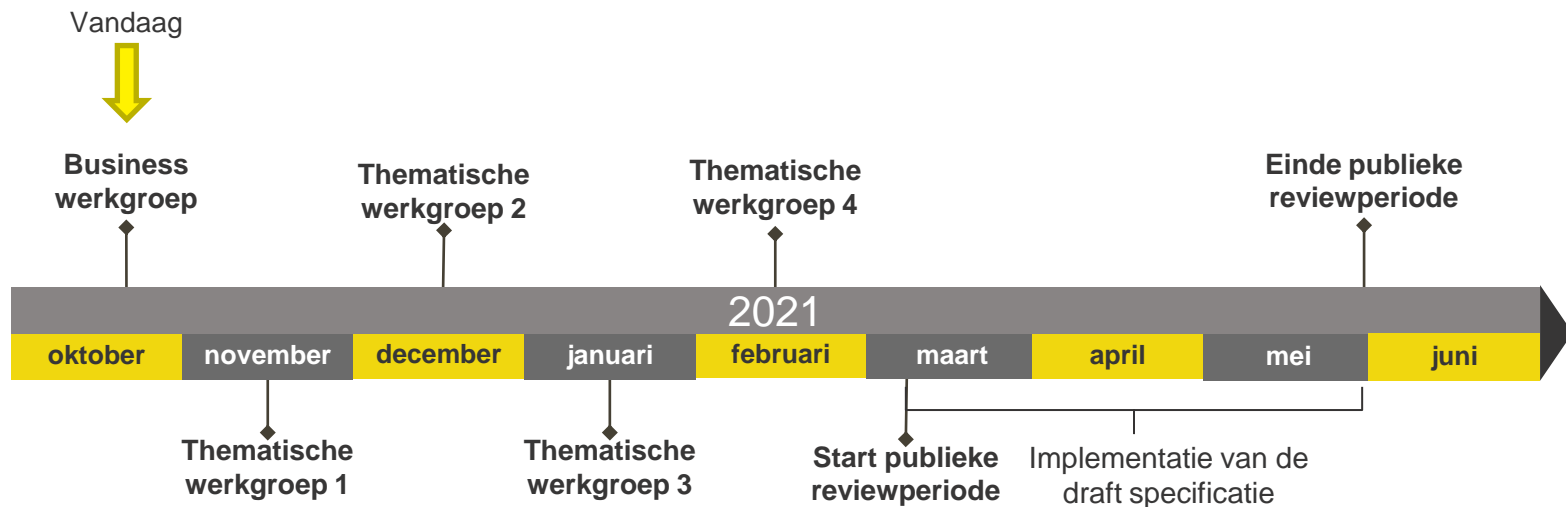 Vandaag
Business
werkgroep
Thematische
werkgroep 2
Thematische
werkgroep 4
Einde publieke
reviewperiode
2021
oktober
november
december
januari
februari
maart
april
mei
juni
Thematische
werkgroep 1
Thematische
werkgroep 3
Start publieke
reviewperiode
Implementatie van de
draft specificatie